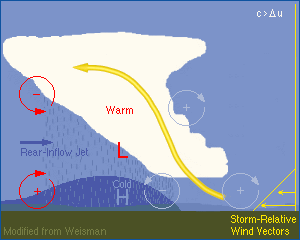 c>Δu
−
+
Warm
L
Rear-Inflow Jet
+
Cold
H
−
+
Storm-Relative
Wind Vectors
Modified from Weisman